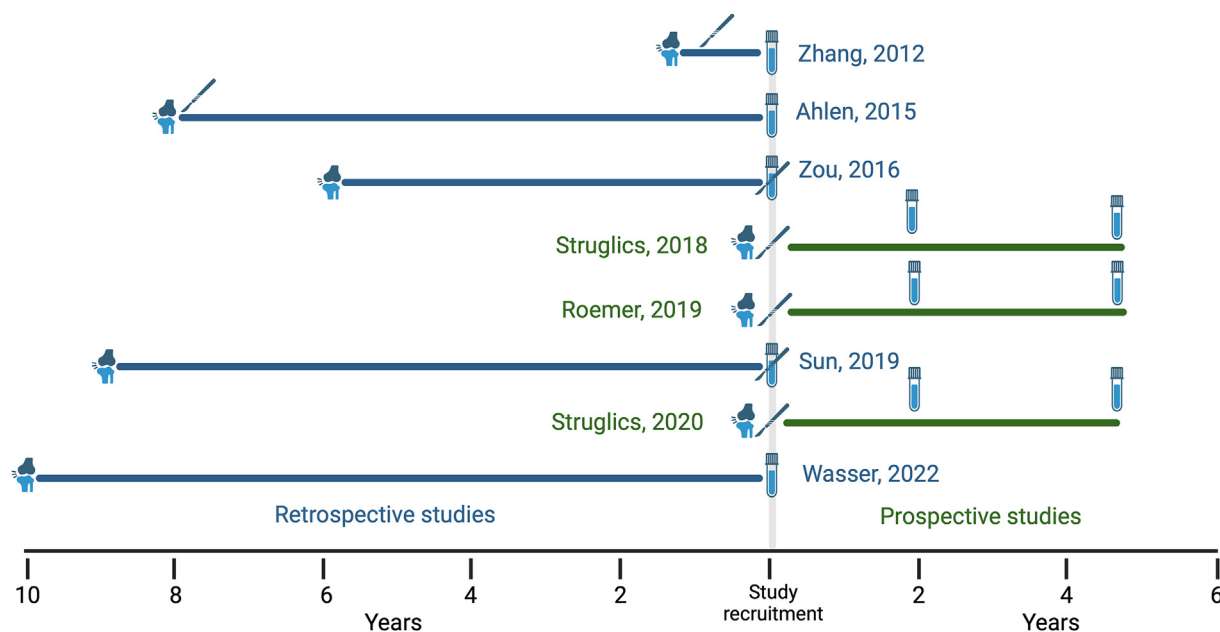 Zhang, 2012
Ahlen, 2015
Zou, 2016
Struglics, 2018
Roemer, 2019
Sun, 2019
Struglics, 2020
Wasser, 2022
Retrospective studies
Prospective studies
10 8 6 4 2 Study recruitment 2 4 6
Years Years